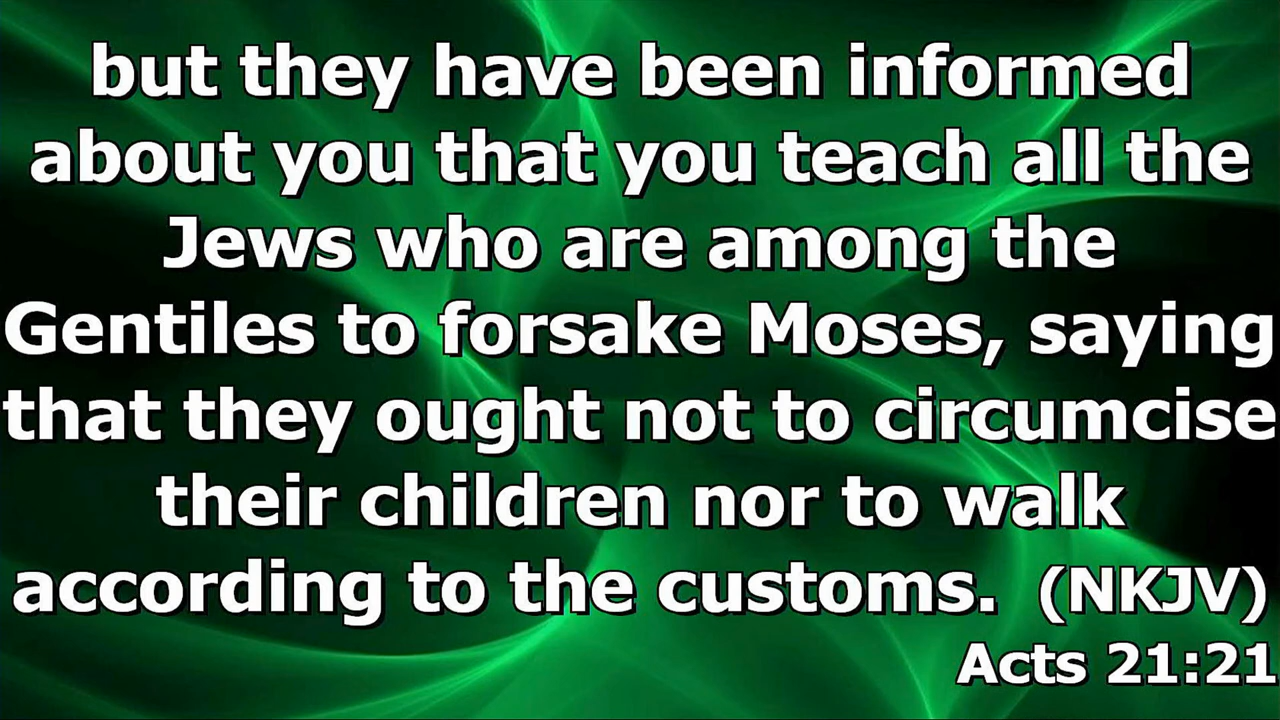 but they have been informed
about you that you teach all the
Jews who are among the
Gentiles to forsake Moses, saying
that they ought not to circumcise
their children nor to walk
according to the customs. (NKJV)
Acts 21:21